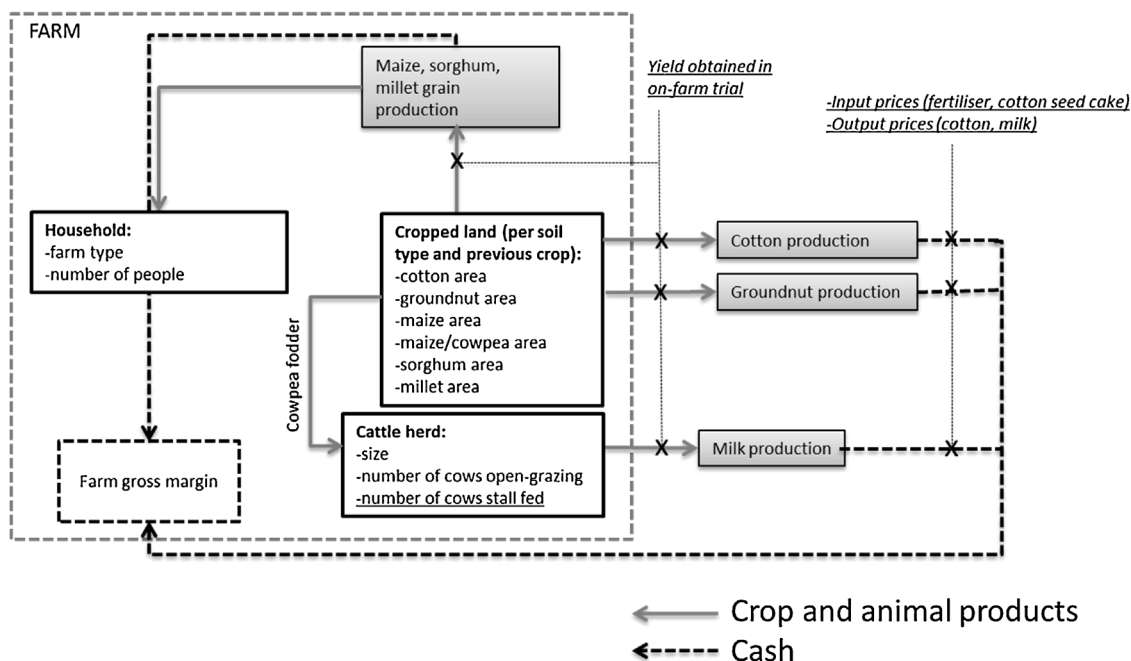 FARM
Maize, sorghum,
millet grain
production
Yield obtained in
on-farm trial
-Input prices (fertiliser, cotton seed cake)
-Output prices (cotton, milk)
Household:
-farm type
-number of people
Cropped land (per soil
type and previous crop):
-cotton area
-groundnut area
-maize area
-maize/cowpea area
-sorghum area
-millet area
X
X
X
X
X
X
X
Cotton production
Groundnut production
Cowpea fodder
Cattle herd:
-size
-number of cows open-grazing
-number of cows stall fed
Milk production
Farm gross margin
Crop and animal products
Cash